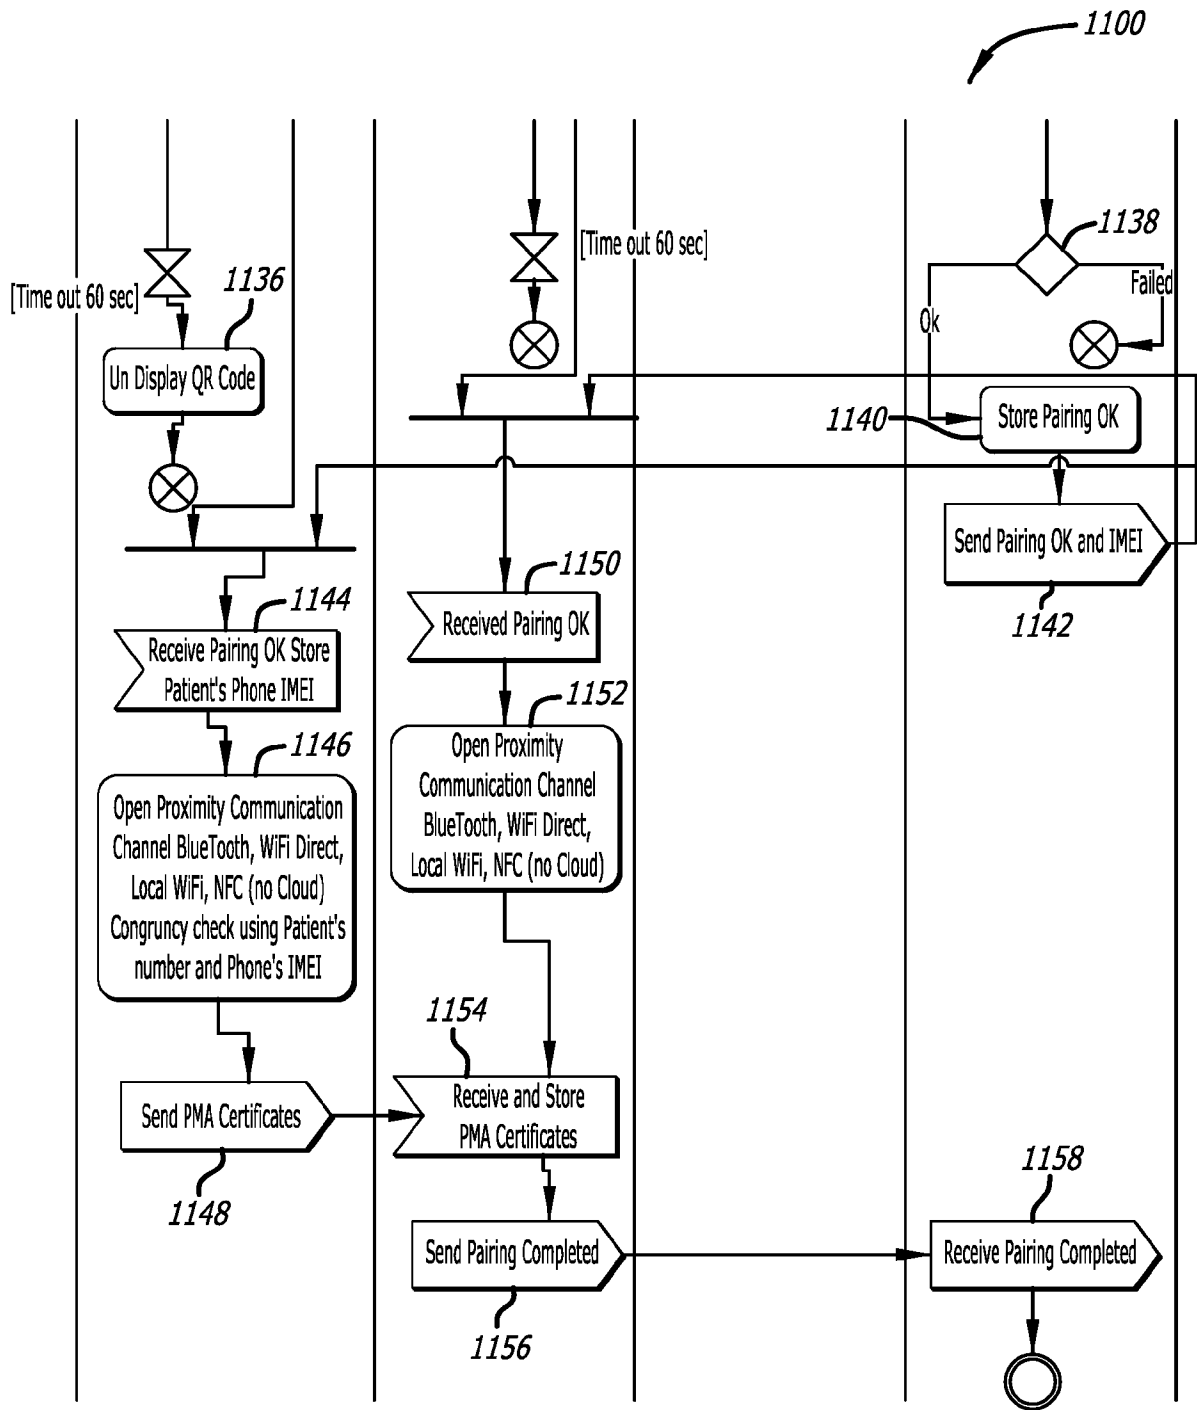 1100
1138
[Time out 60 sec]
1136
[Time out 60 sec]
Failed
Ok
Un Display QR Code
1140
Store Pairing OK
Send Pairing OK and IMEI
1142
1150
Received Pairing OK
1144
Receive Pairing OK Store
Patient's Phone IMEI
1152
Open Proximity
Communication Channel
BlueTooth, WiFi Direct,
Local WiFi, NFC (no Cloud)
1146
Open Proximity Communication
Channel BlueTooth, WiFi Direct,
Local WiFi, NFC (no Cloud)
Congruncy check using Patient's
number and Phone's IMEI
1154
Receive and Store
PMA Certificates
Send PMA Certificates
1148
1158
Send Pairing Completed
Receive Pairing Completed
1156